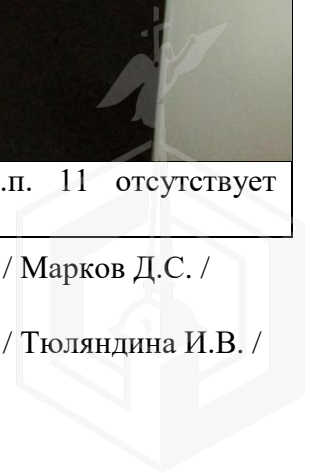 .п. 11 отсутствует
/ Марков Д.С. /
/ Тюляндина И.В. /